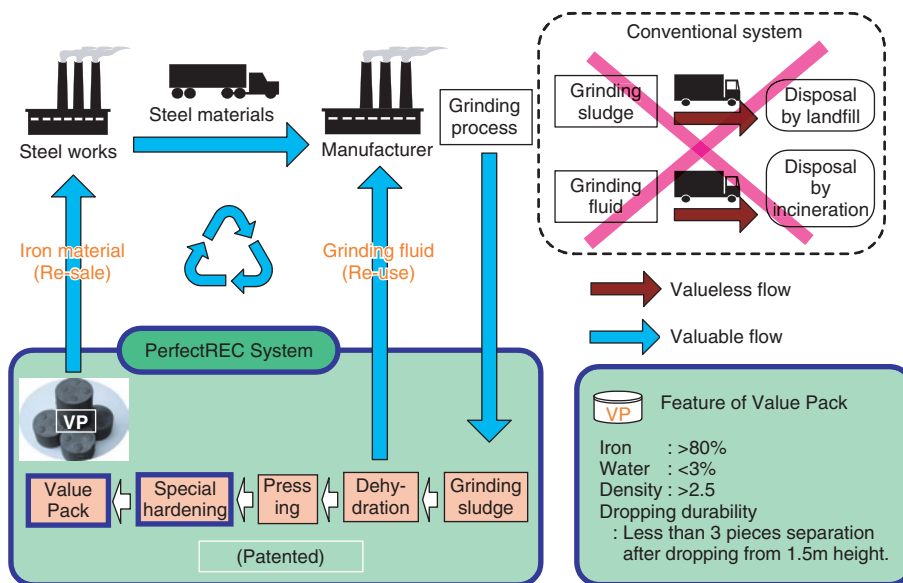 Conventional system
Grinding
sludge
Disposal
by landfill
Grinding
fluid
Disposal
by
incineration
Steel materials
Steel works
Manufacturer
Grinding
process
Iron material
(Re-sale)
Grinding fluid
(Re-use)
Valueless flow
Valuable flow
PerfectREC System
VP
Value
Pack
Special
hardening
Press
ing
Dehy-
dration
Grinding
sludge
(Patented)
VP
Feature of Value Pack
Iron : >80%
Water : <3%
Density : >2.5
Dropping durability
: Less than 3 pieces separation
after dropping from 1.5m height.